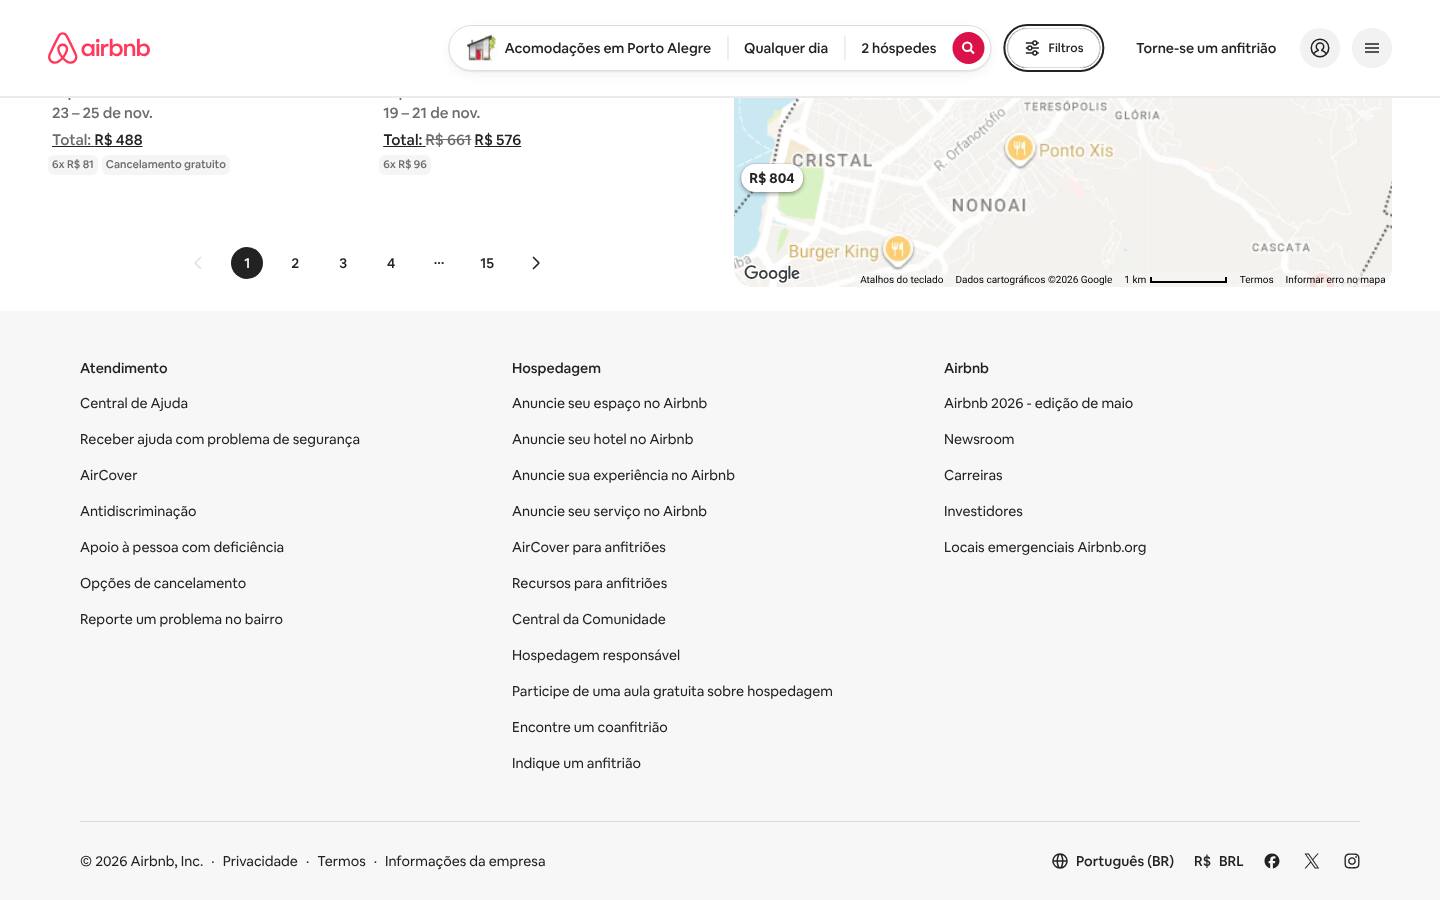 airbnb
Acomodações em Porto Alegre
Qualquer dia
2 hóspedes
Filtros
Torne-se um anfitrião
23 – 25 de nov.
Total: R$ 488
6x R$ 81
Cancelamento gratuito
19 – 21 de nov.
Total: R$ 661 R$ 576
6x R$ 96
1
2
3
4
...
15
TERESÓPOLIS
GLÓRIA
R. Orfanotrófio
CRISTAL
Ponto Xis
R$ 804
NONOAI
Burger King
CASCATA
Google
Atalhos do teclado
Dados cartográficos ©2026 Google
1 km
Termos
Informar erro no mapa
Atendimento
Central de Ajuda
Receber ajuda com problema de segurança
AirCover
Antidiscriminação
Apoio à pessoa com deficiência
Opções de cancelamento
Reporte um problema no bairro
Hospedagem
Anuncie seu espaço no Airbnb
Anuncie seu hotel no Airbnb
Anuncie sua experiência no Airbnb
Anuncie seu serviço no Airbnb
AirCover para anfitriões
Recursos para anfitriões
Central da Comunidade
Hospedagem responsável
Participe de uma aula gratuita sobre hospedagem
Encontre um coanfitrião
Indique um anfitrião
Airbnb
Airbnb 2026 - edição de maio
Newsroom
Carreiras
Investidores
Locais emergenciais Airbnb.org
© 2026 Airbnb, Inc. · Privacidade · Termos · Informações da empresa
Português (BR)
R$ BRL